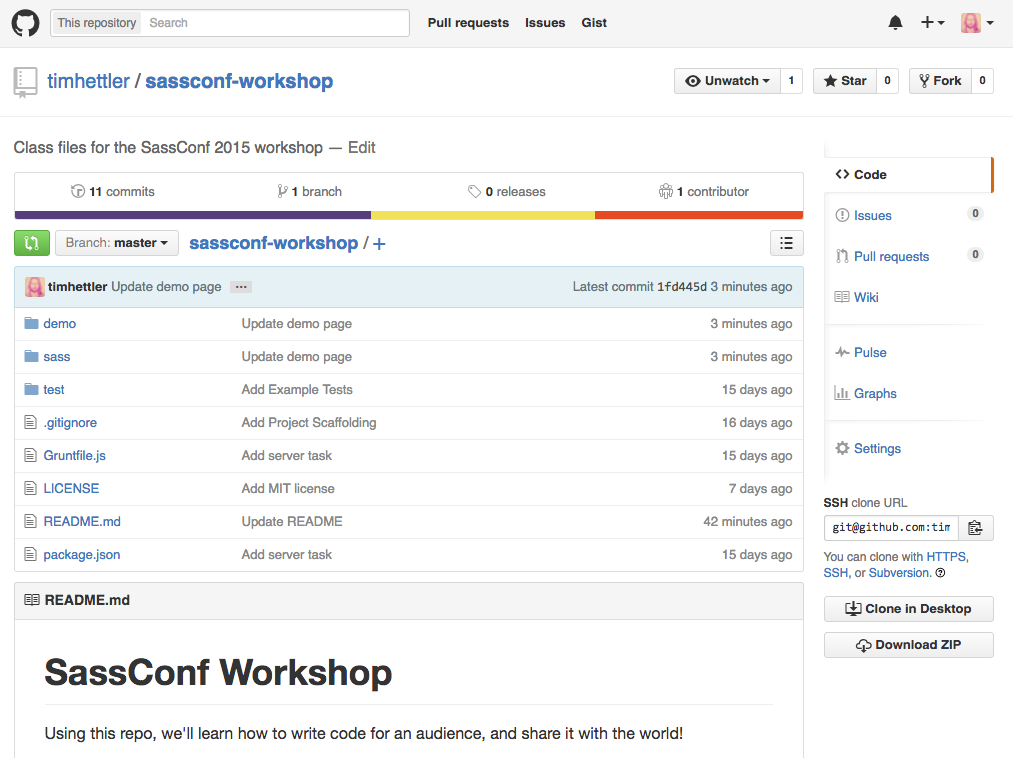 This repository Search Pull requests Issues Gist
timhettler / sassconf-workshop Unwatch 1 Star 0 Fork 0
Class files for the SassConf 2015 workshop — Edit
11 commits 1 branch 0 releases 1 contributor
Branch: master sassconf-workshop / +
timhettler Update demo page ... Latest commit 1fd445d 3 minutes ago
demo Update demo page 3 minutes ago
sass Update demo page 3 minutes ago
test Add Example Tests 15 days ago
.gitignore Add Project Scaffolding 16 days ago
Gruntfile.js Add server task 15 days ago
LICENSE Add MIT license 7 days ago
README.md Update README 42 minutes ago
package.json Add server task 15 days ago
README.md
SassConf Workshop
Using this repo, we'll learn how to write code for an audience, and share it with the world!
Code
Issues 0
Pull requests 0
Wiki
Pulse
Graphs
Settings
SSH clone URL
git@github.com:tim
You can clone with HTTPS,
SSH, or Subversion.
Clone in Desktop
Download ZIP